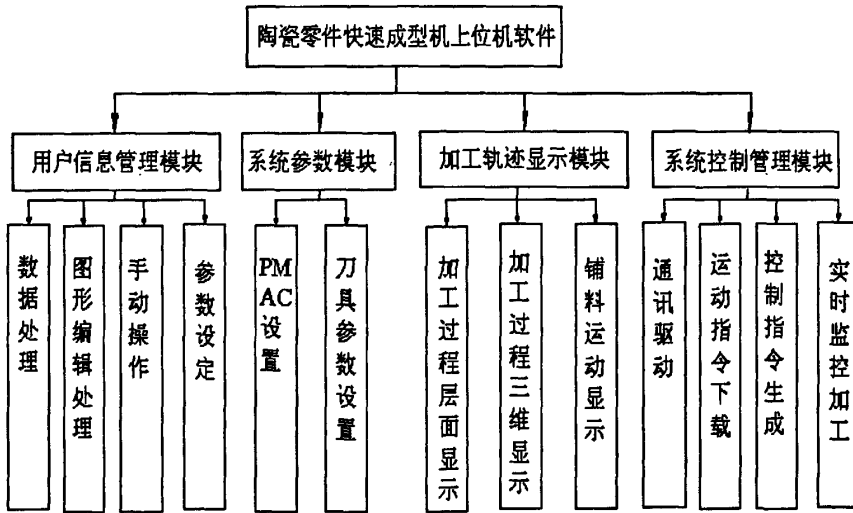 陶瓷零件快速成型机上位机软件
用户信息管理模块
系统参数模块
加工轨迹显示模块
系统控制管理模块
数据处理
图形编辑处理
手动操作
参数设定
PMAC设置
刀具参数设置
加工过程层面显示
加工过程三维显示
铺料运动显示
通讯驱动
运动指令下载
控制指令生成
实时监控加工